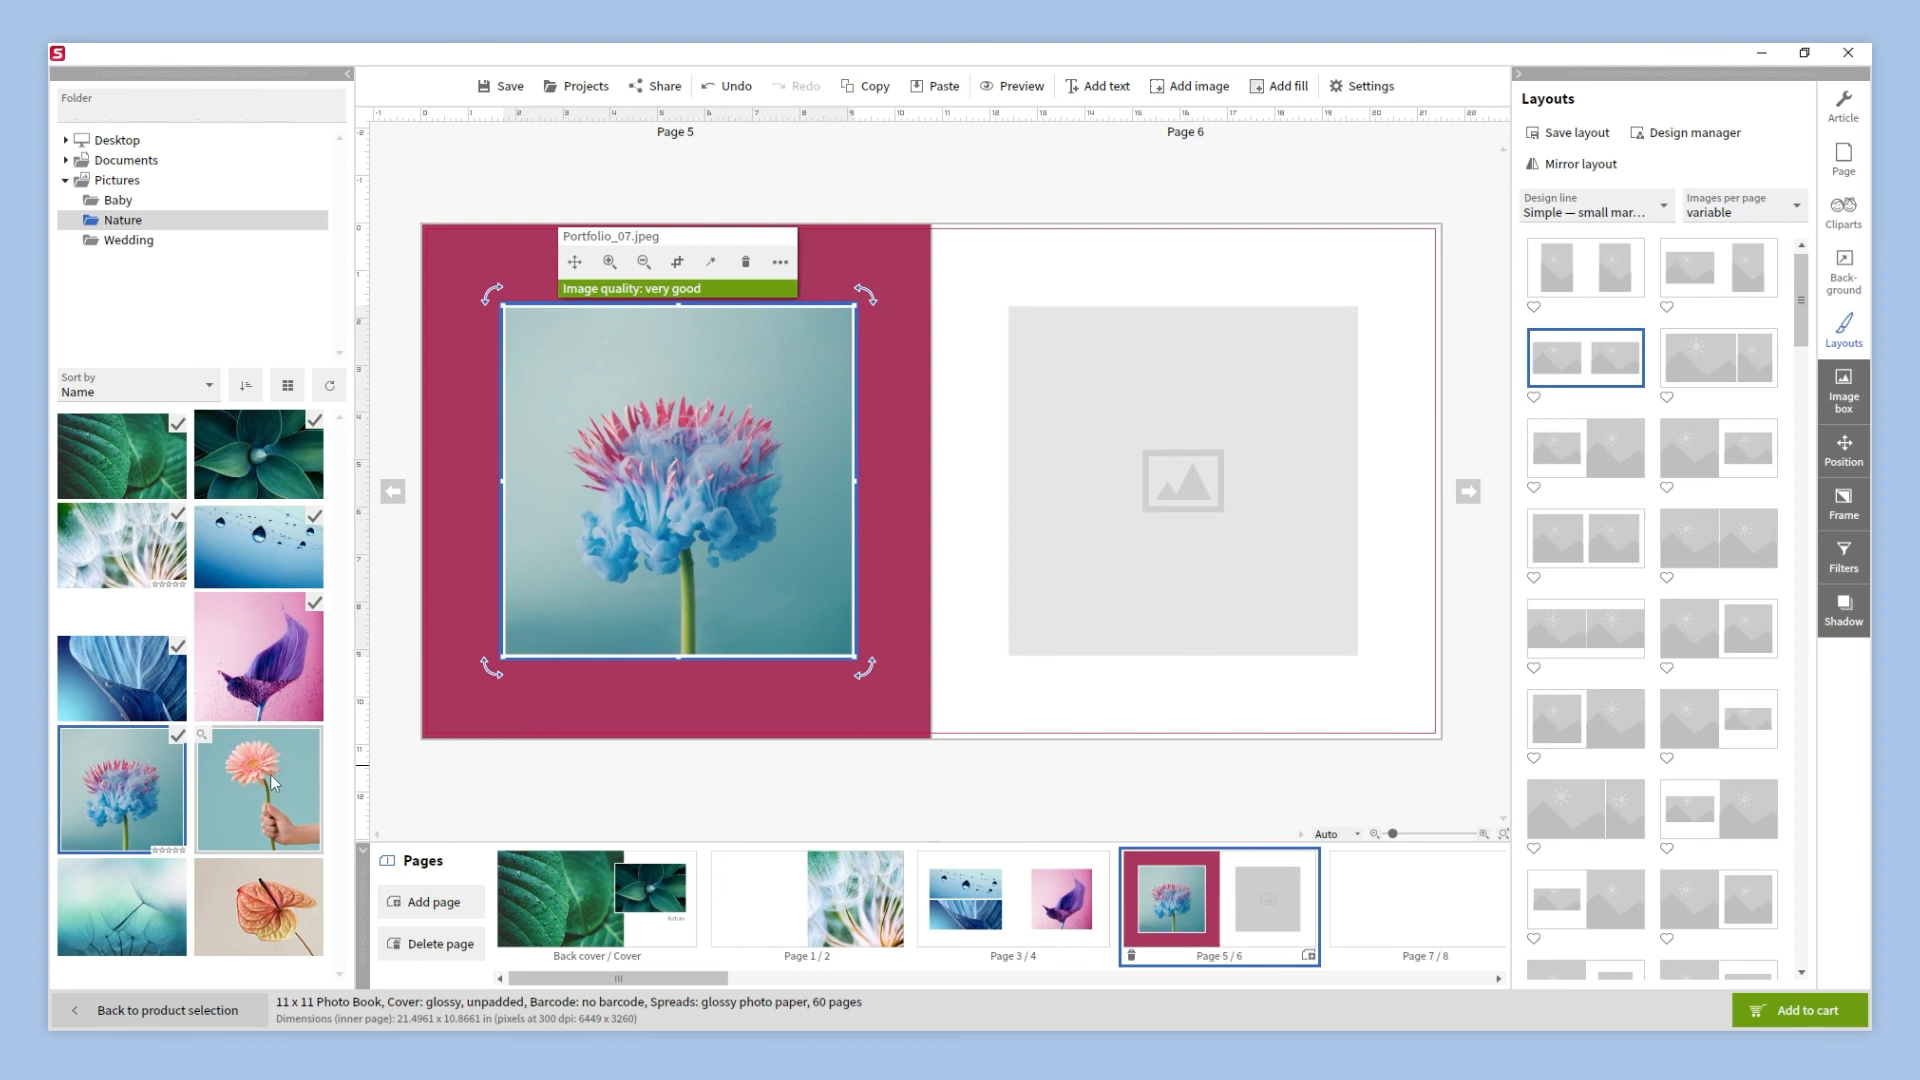 S
Folder
Desktop
Documents
Pictures
Baby
Nature
Wedding
Sort by
Name
Save
Projects
Share
Undo
Redo
Copy
Paste
Preview
Add text
Add image
Add fill
Settings
Page 5
Page 6
Portfolio_07.jpeg
Image quality: very good
Auto
Pages
Add page
Delete page
Nature
Back cover / Cover
Page 1 / 2
Page 3 / 4
Page 5 / 6
Page 7 / 8
Layouts
Save layout
Design manager
Mirror layout
Design line
Simple — small mar...
Images per page
variable
Article
Page
Cliparts
Back-
ground
Layouts
Image
box
Position
Frame
Filters
Shadow
Back to product selection
11 x 11 Photo Book, Cover: glossy, unpadded, Barcode: no barcode, Spreads: glossy photo paper, 60 pages
Dimensions (inner page): 21.4961 x 10.8661 in (pixels at 300 dpi: 6449 x 3260)
Add to cart